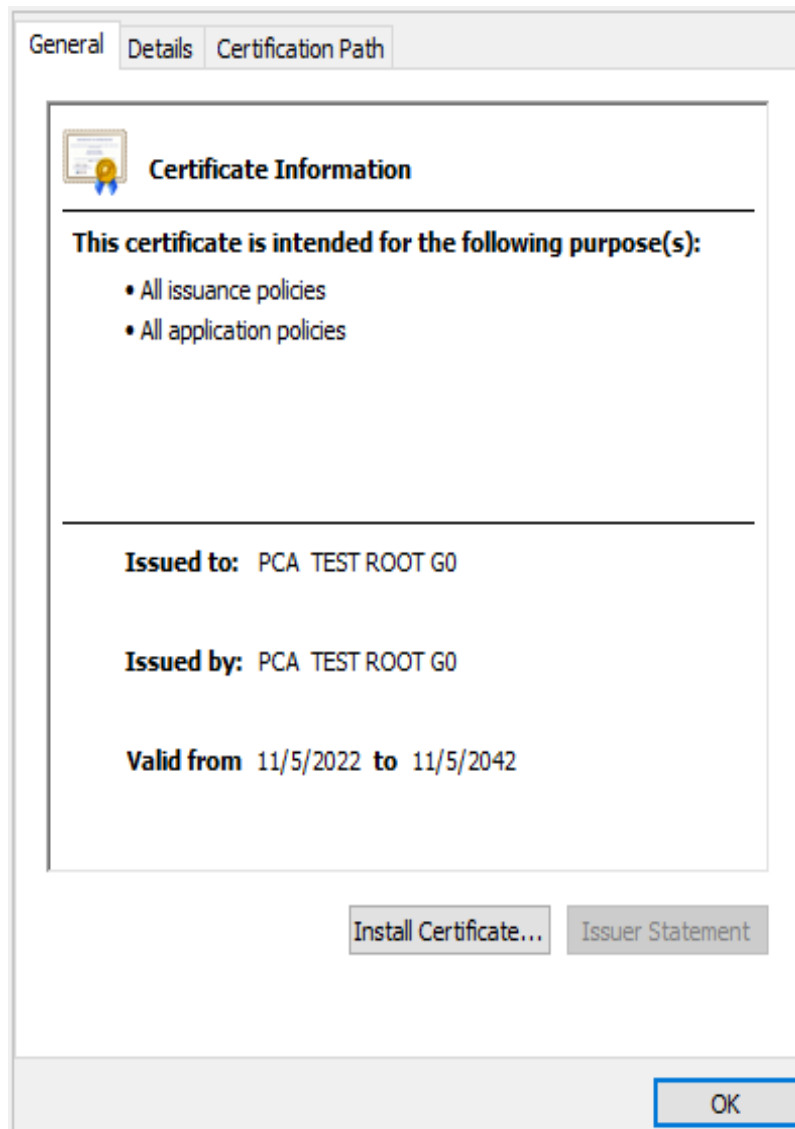 General Details Certification Path
Certificate Information
This certificate is intended for the following purpose(s):
• All issuance policies
• All application policies
Issued to: PCA TEST ROOT G0
Issued by: PCA TEST ROOT G0
Valid from 11/5/2022 to 11/5/2042
Install Certificate... Issuer Statement
OK